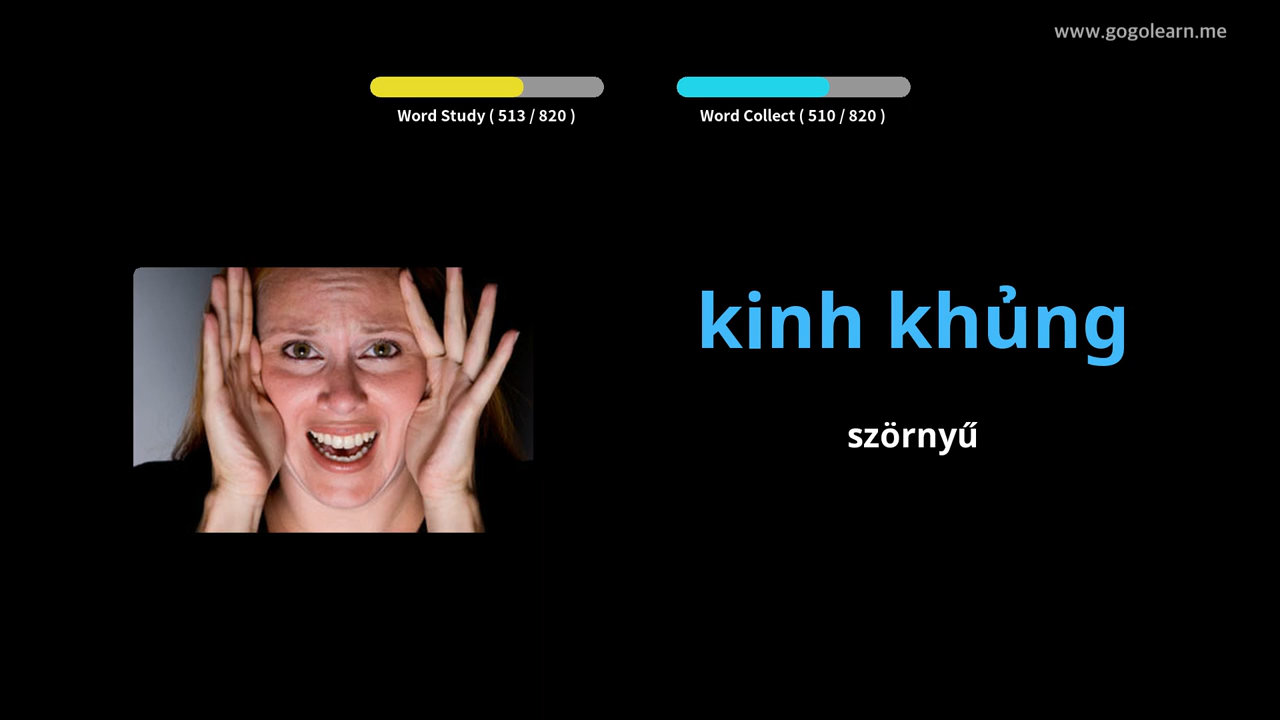 www.gogolearn.me
Word Study ( 513 / 820 )
Word Collect ( 510 / 820 )
kinh khủng
szörnyű